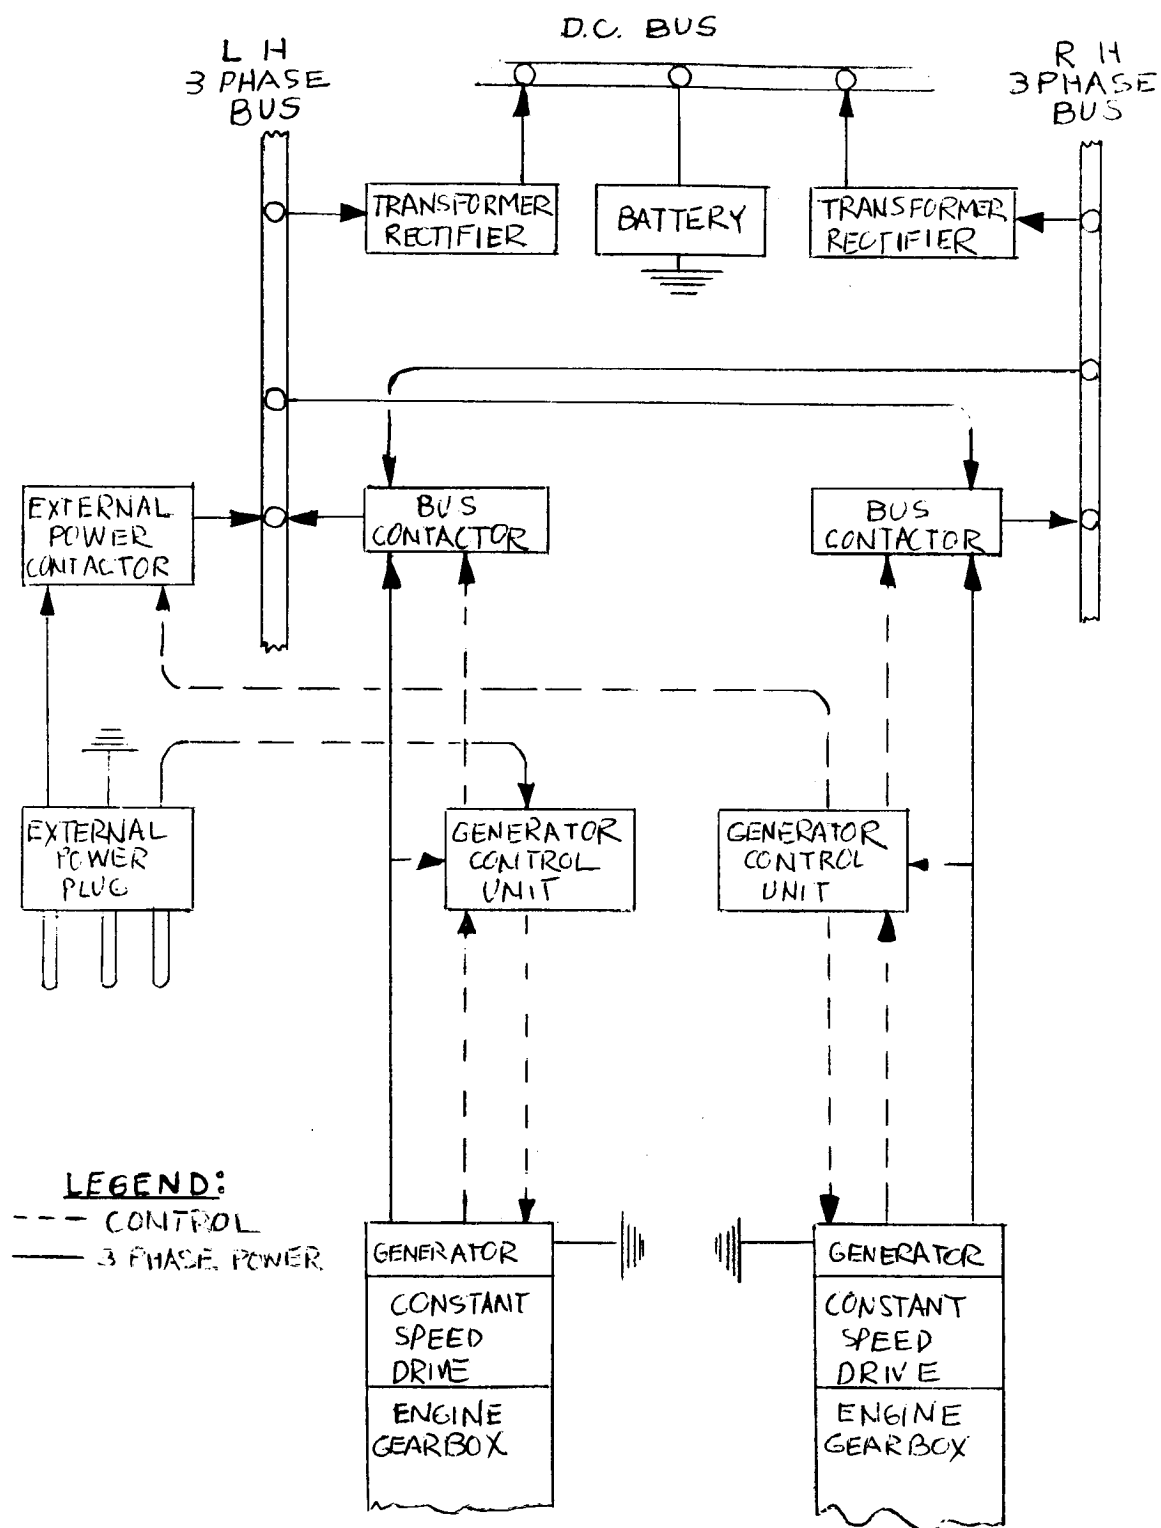 D.C. BUS
L H
3 PHASE
BUS
R H
3 PHASE
BUS
TRANSFORMER
RECTIFIER
BATTERY
TRANSFORMER
RECTIFIER
EXTERNAL
POWER
CONTACTOR
BUS
CONTACTOR
BUS
CONTACTOR
EXTERNAL
POWER
PLUG
GENERATOR
CONTROL
UNIT
GENERATOR
CONTROL
UNIT
LEGEND:
--- CONTROL
— 3 PHASE POWER
GENERATOR
CONSTANT
SPEED
DRIVE
ENGINE
GEARBOX
GENERATOR
CONSTANT
SPEED
DRIVE
ENGINE
GEARBOX